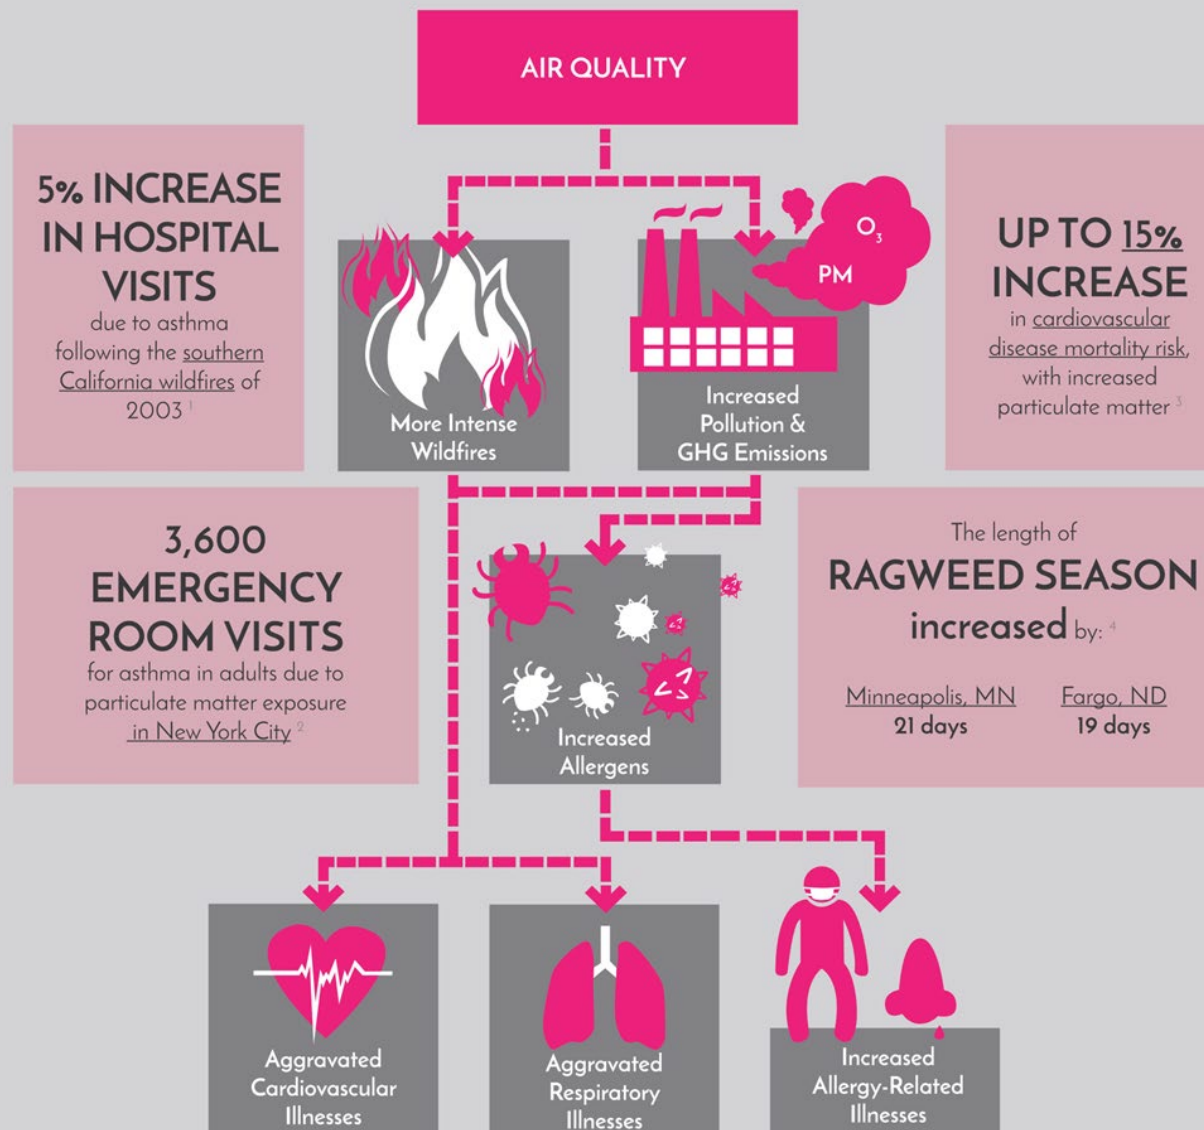 AIR QUALITY
5% INCREASE
IN HOSPITAL
VISITS
due to asthma
following the southern
California wildfires of
2003 1
More Intense
Wildfires
O3
PM
Increased
Pollution &
GHG Emissions
UP TO 15%
INCREASE
in cardiovascular
disease mortality risk,
with increased
particulate matter 3
3,600
EMERGENCY
ROOM VISITS
for asthma in adults due to
particulate matter exposure
in New York City 2
Increased
Allergens
The length of
RAGWEED SEASON
increased by: 4
Minneapolis, MN
21 days
Fargo, ND
19 days
Aggravated
Cardiovascular
Illnesses
Aggravated
Respiratory
Illnesses
Increased
Allergy-Related
Illnesses